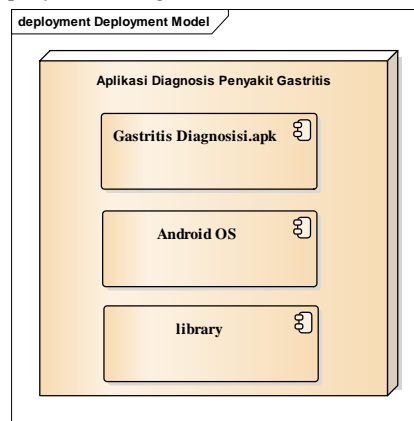 deployment Deployment Model
Aplikasi Diagnosis Penyakit Gastritis
Gastritis Diagnosisi.apk
Android OS
library